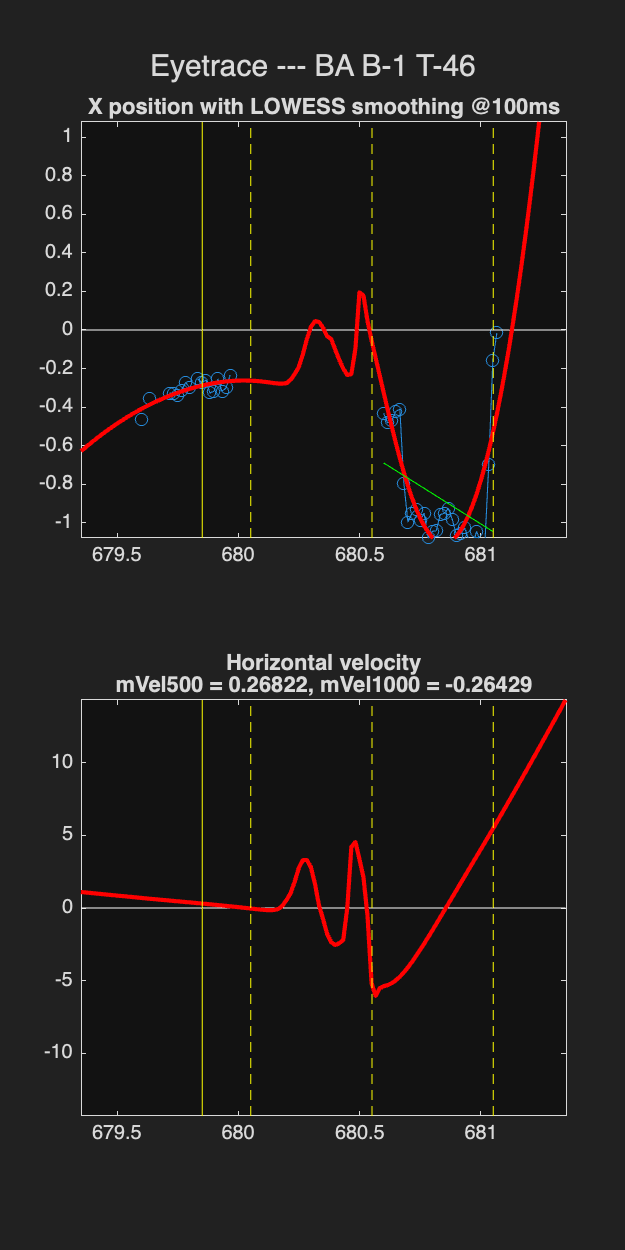 Eyetrace --- BA B-1 T-46
X position with LOWESS smoothing @100ms
1
0.8
0.6
0.4
0.2
0
-0.2
-0.4
-0.6
-0.8
-1
679.5 680 680.5 681
Horizontal velocity
mVel500 = 0.26822, mVel1000 = -0.26429
10
5
0
-5
-10
679.5 680 680.5 681